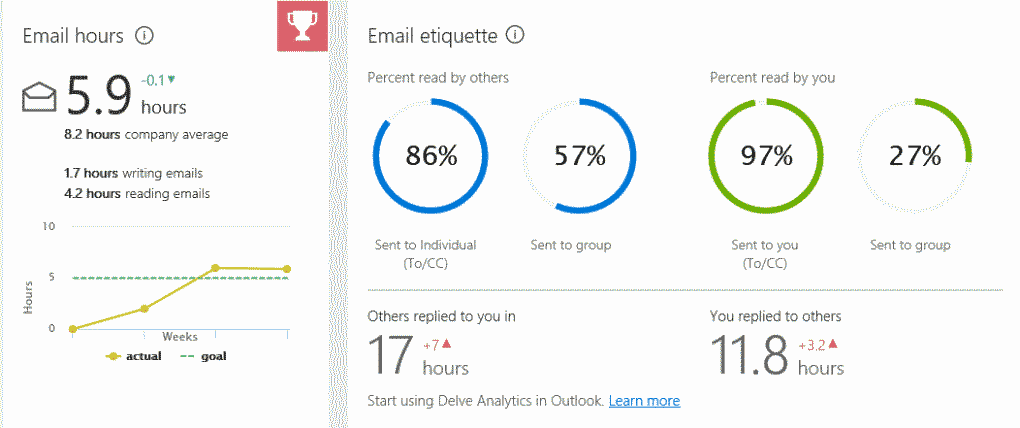 Email hours
5.9
-0.1
hours
8.2 hours company average
1.7 hours writing emails
4.2 hours reading emails
10
5
0
Hours
Weeks
actual
goal
Email etiquette
Percent read by others
Percent read by you
86%
57%
97%
27%
Sent to Individual
(To/CC)
Sent to group
Sent to you
(To/CC)
Sent to group
Others replied to you in
17
+7
hours
You replied to others
11.8
+3.2
hours
Start using Delve Analytics in Outlook. Learn more